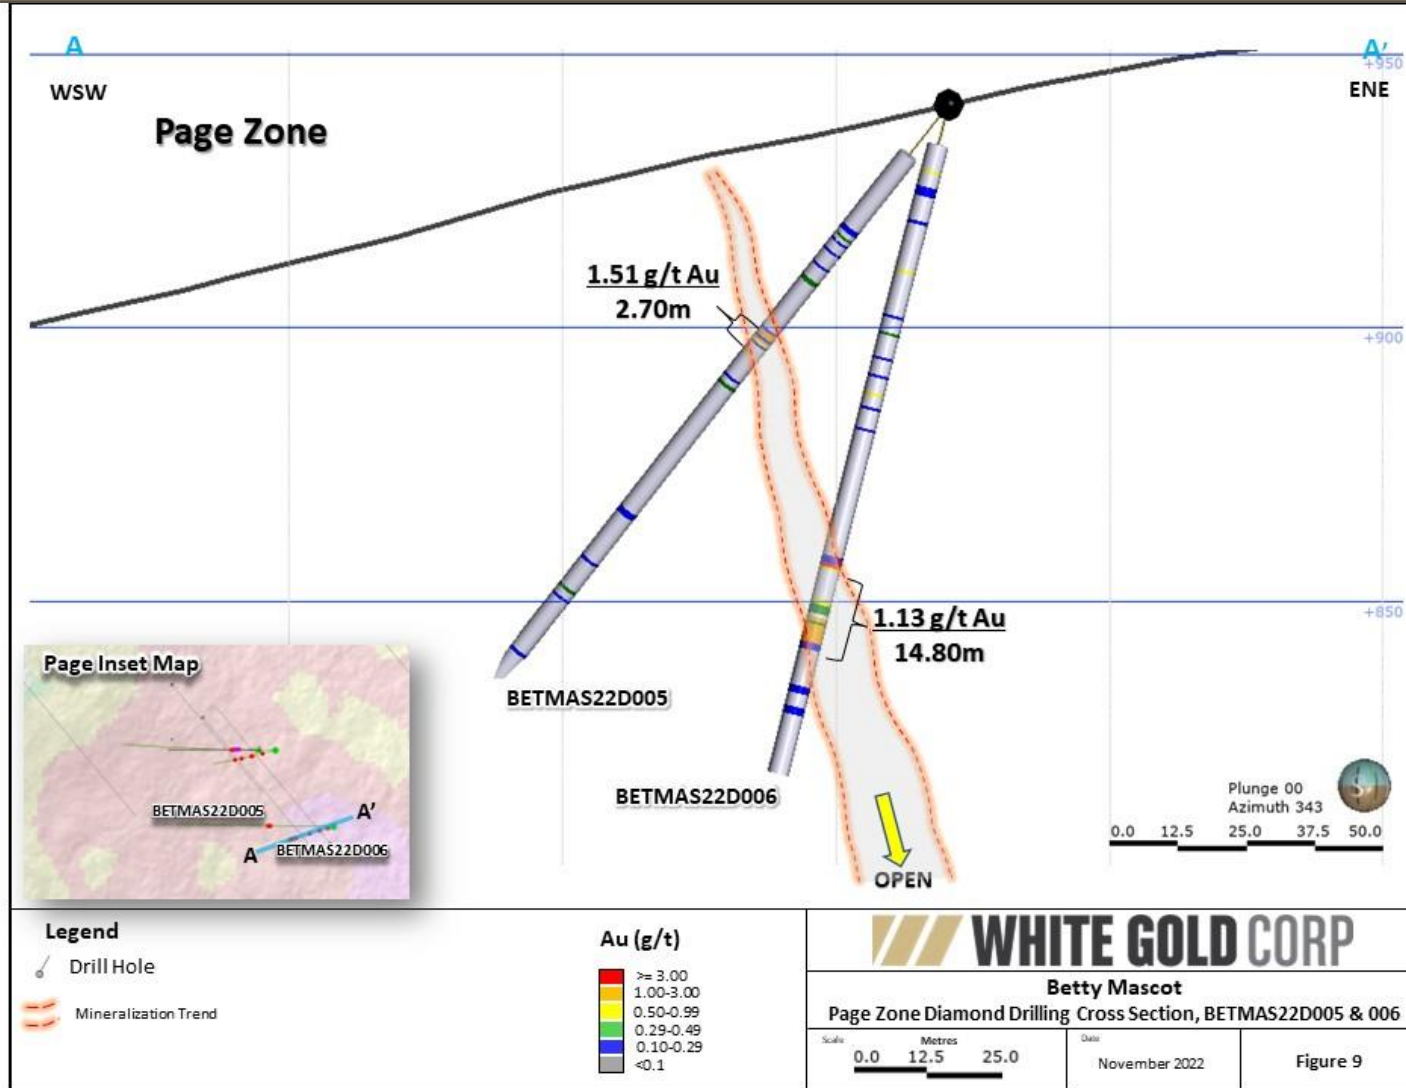 A
A'
+950
WSW
ENE
Page Zone
1.51 g/t Au
2.70m
+900
+850
1.13 g/t Au
14.80m
BETMAS22D005
BETMAS22D006
OPEN
Plunge 00
Azimuth 343
0.0 12.5 25.0 37.5 50.0
Page Inset Map
BETMAS22D005
A'
A
BETMAS22D006
Legend
Drill Hole
Mineralization Trend
Au (g/t)
>= 3.00
1.00-3.00
0.50-0.99
0.29-0.49
0.10-0.29
<0.1
WHITE GOLD CORP
Betty Mascot
Page Zone Diamond Drilling Cross Section, BETMAS22D005 & 006
Scale
Metres
0.0 12.5 25.0
Date
November 2022
Figure 9